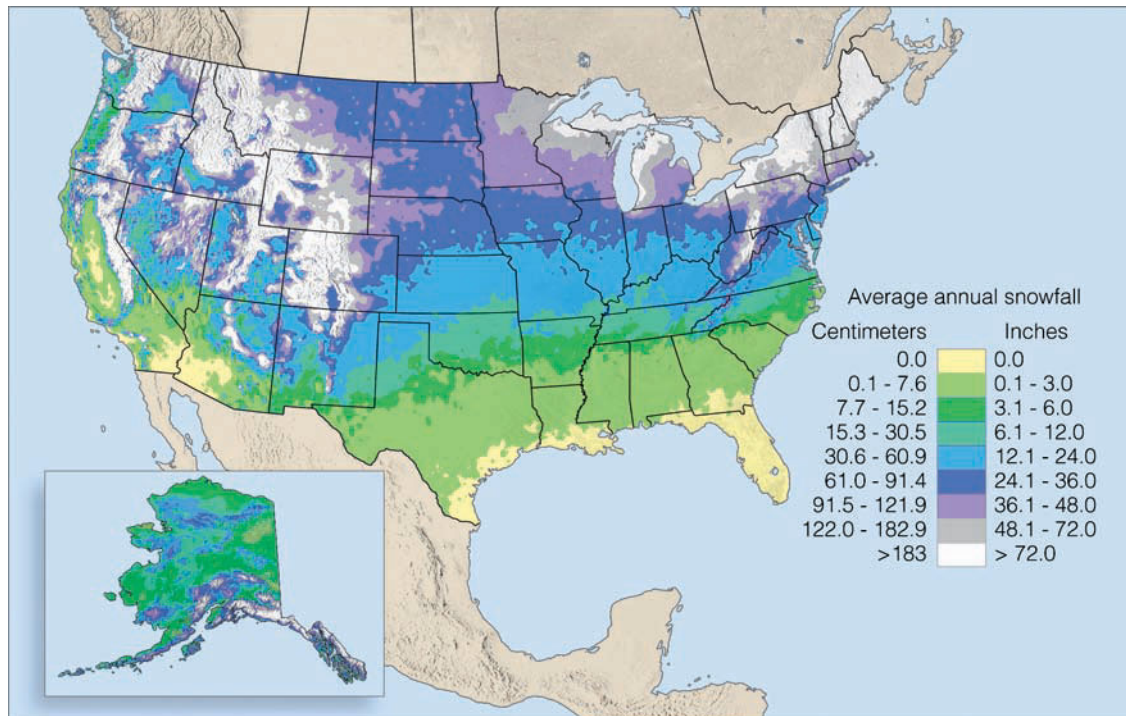 Average annual snowfall
Centimeters Inches
0.0 0.0
0.1 - 7.6 0.1 - 3.0
7.7 - 15.2 3.1 - 6.0
15.3 - 30.5 6.1 - 12.0
30.6 - 60.9 12.1 - 24.0
61.0 - 91.4 24.1 - 36.0
91.5 - 121.9 36.1 - 48.0
122.0 - 182.9 48.1 - 72.0
>183 > 72.0